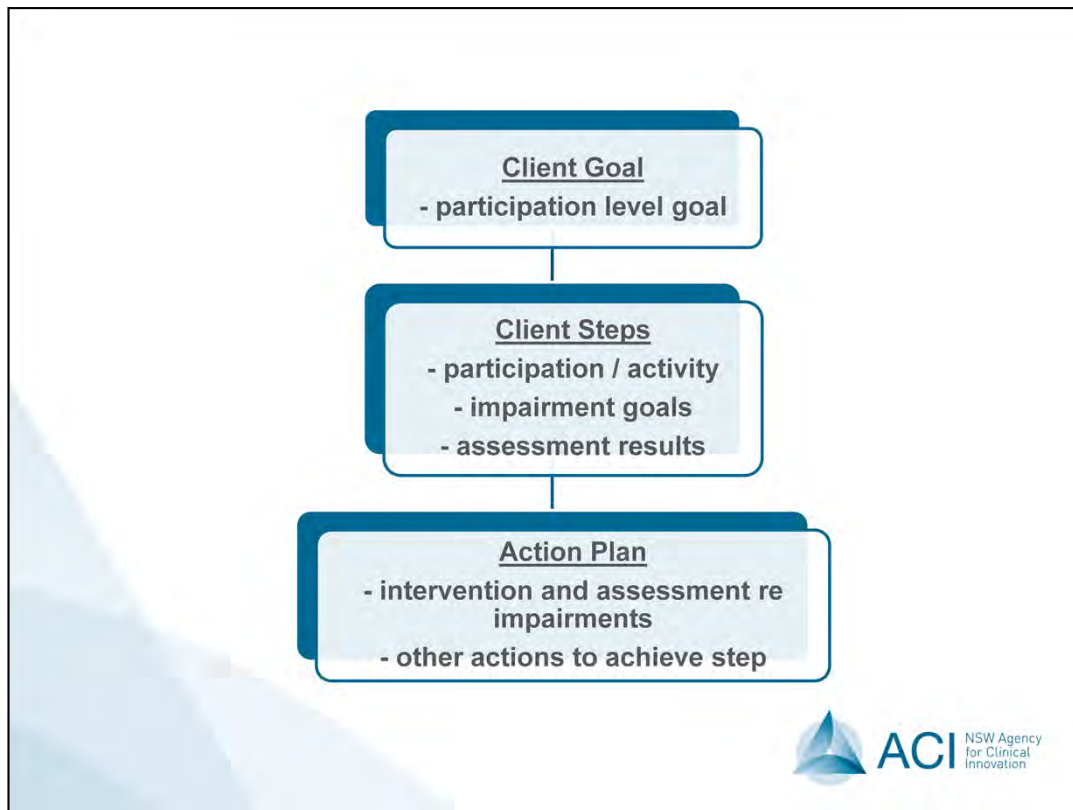 Client Goal
- participation level goal
Client Steps
- participation / activity
- impairment goals
- assessment results
Action Plan
- intervention and assessment re
impairments
- other actions to achieve step
ACI
NSW Agency
for Clinical
Innovation